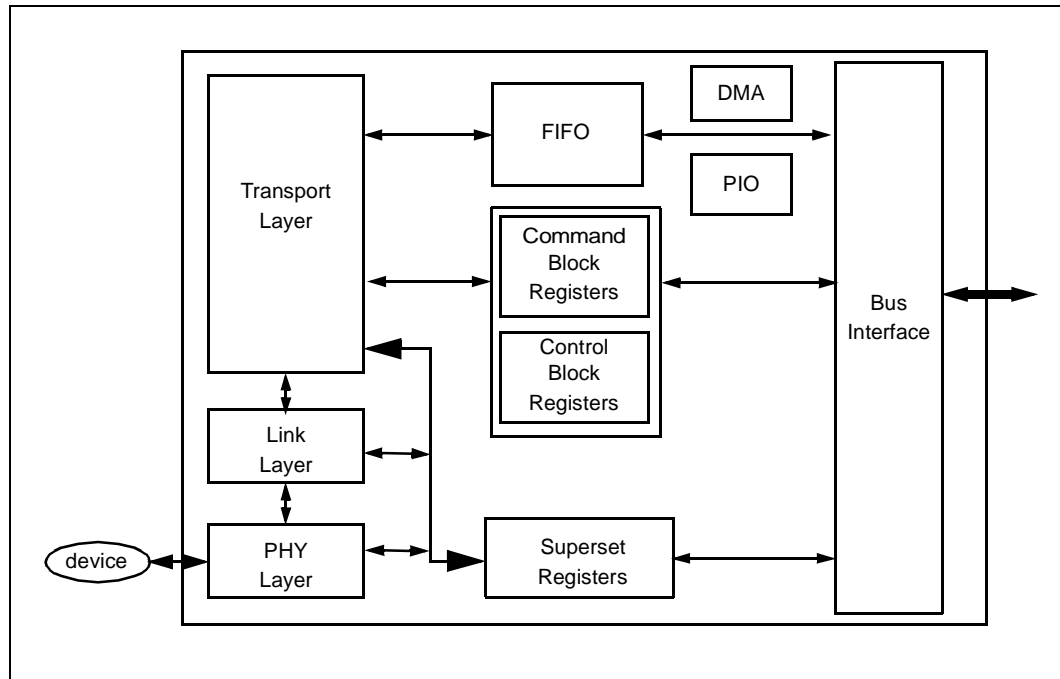 Transport
Layer
FIFO
DMA
PIO
Command
Block
Registers
Control
Block
Registers
Bus
Interface
Link
Layer
PHY
Layer
device
Superset
Registers